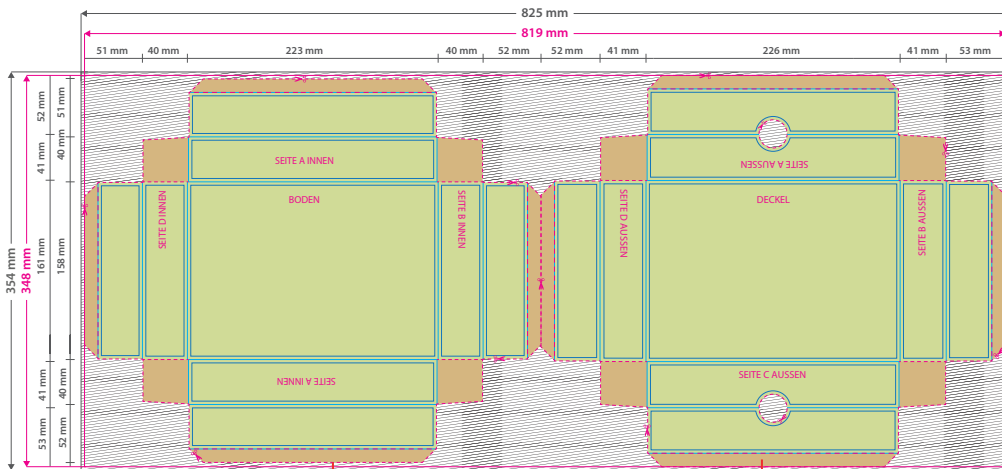 825 mm
819 mm
51 mm
40 mm
223 mm
40 mm
52 mm
52 mm
41 mm
226 mm
41 mm
53 mm
354 mm
348 mm
52 mm
41 mm
161 mm
41 mm
53 mm
51 mm
40 mm
158 mm
40 mm
52 mm
SEITE A INNEN
BODEN
SEITE D INNEN
SEITE B INNEN
SEITE A INNEN
SEITE A AUSSEN
DECKEL
SEITE D AUSSEN
SEITE B AUSSEN
SEITE C AUSSEN